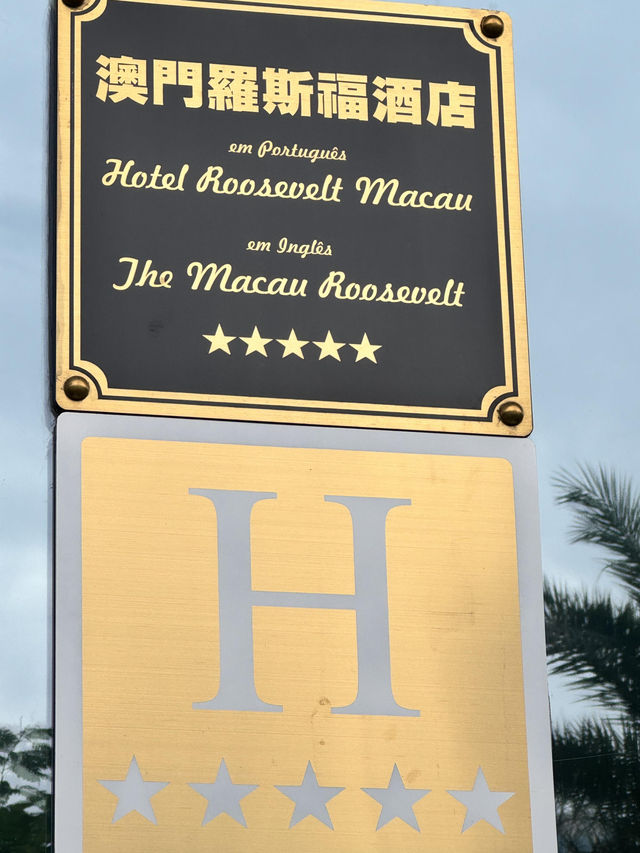 澳門羅斯福酒店
em Português
Hotel Roosevelt Macau
em Inglês
The Macau Roosevelt
H